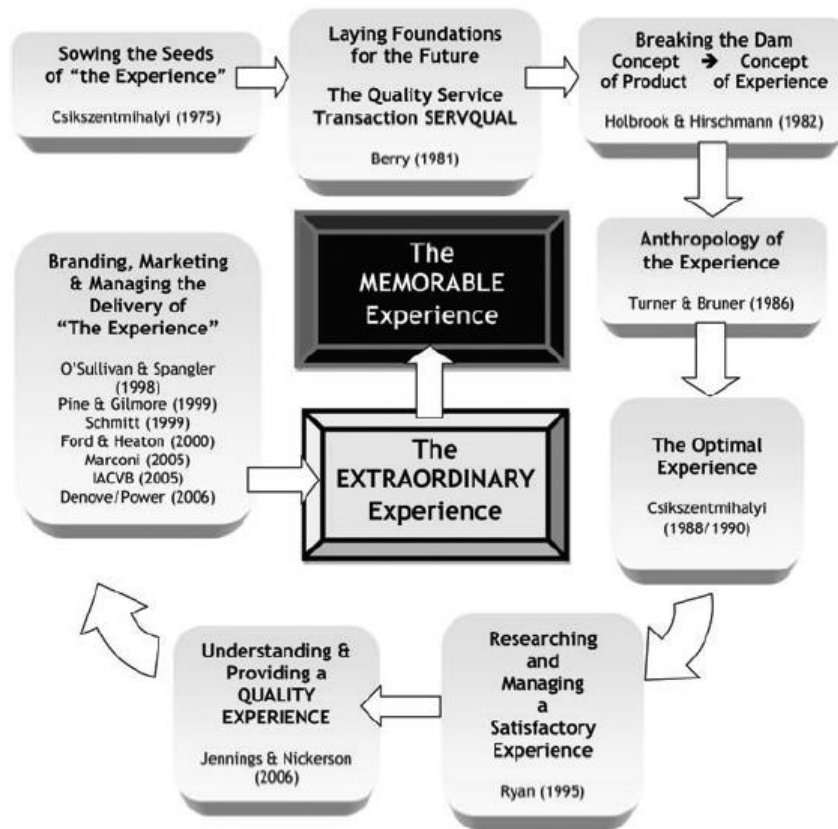 Sowing the Seeds
of "the Experience"
Csikszentmihalyi (1975)
Laying Foundations
for the Future
The Quality Service
Transaction SERVQUAL
Berry (1981)
Breaking the Dam
Concept ➔ Concept
of Product of Experience
Holbrook & Hirschmann (1982)
Anthropology of
the Experience
Turner & Bruner (1986)
The Optimal
Experience
Csikszentmihalyi
(1988/1990)
Researching
and
Managing
a
Satisfactory
Experience
Ryan (1995)
Understanding &
Providing a
QUALITY
EXPERIENCE
Jennings & Nickerson
(2006)
Branding, Marketing
& Managing the
Delivery of
"The Experience"
O'Sullivan & Spangler
(1998)
Pine & Gilmore (1999)
Schmitt (1999)
Ford & Heaton (2000)
Marconi (2005)
IACVB (2005)
Denove/Power (2006)
The
EXTRAORDINARY
Experience
The
MEMORABLE
Experience